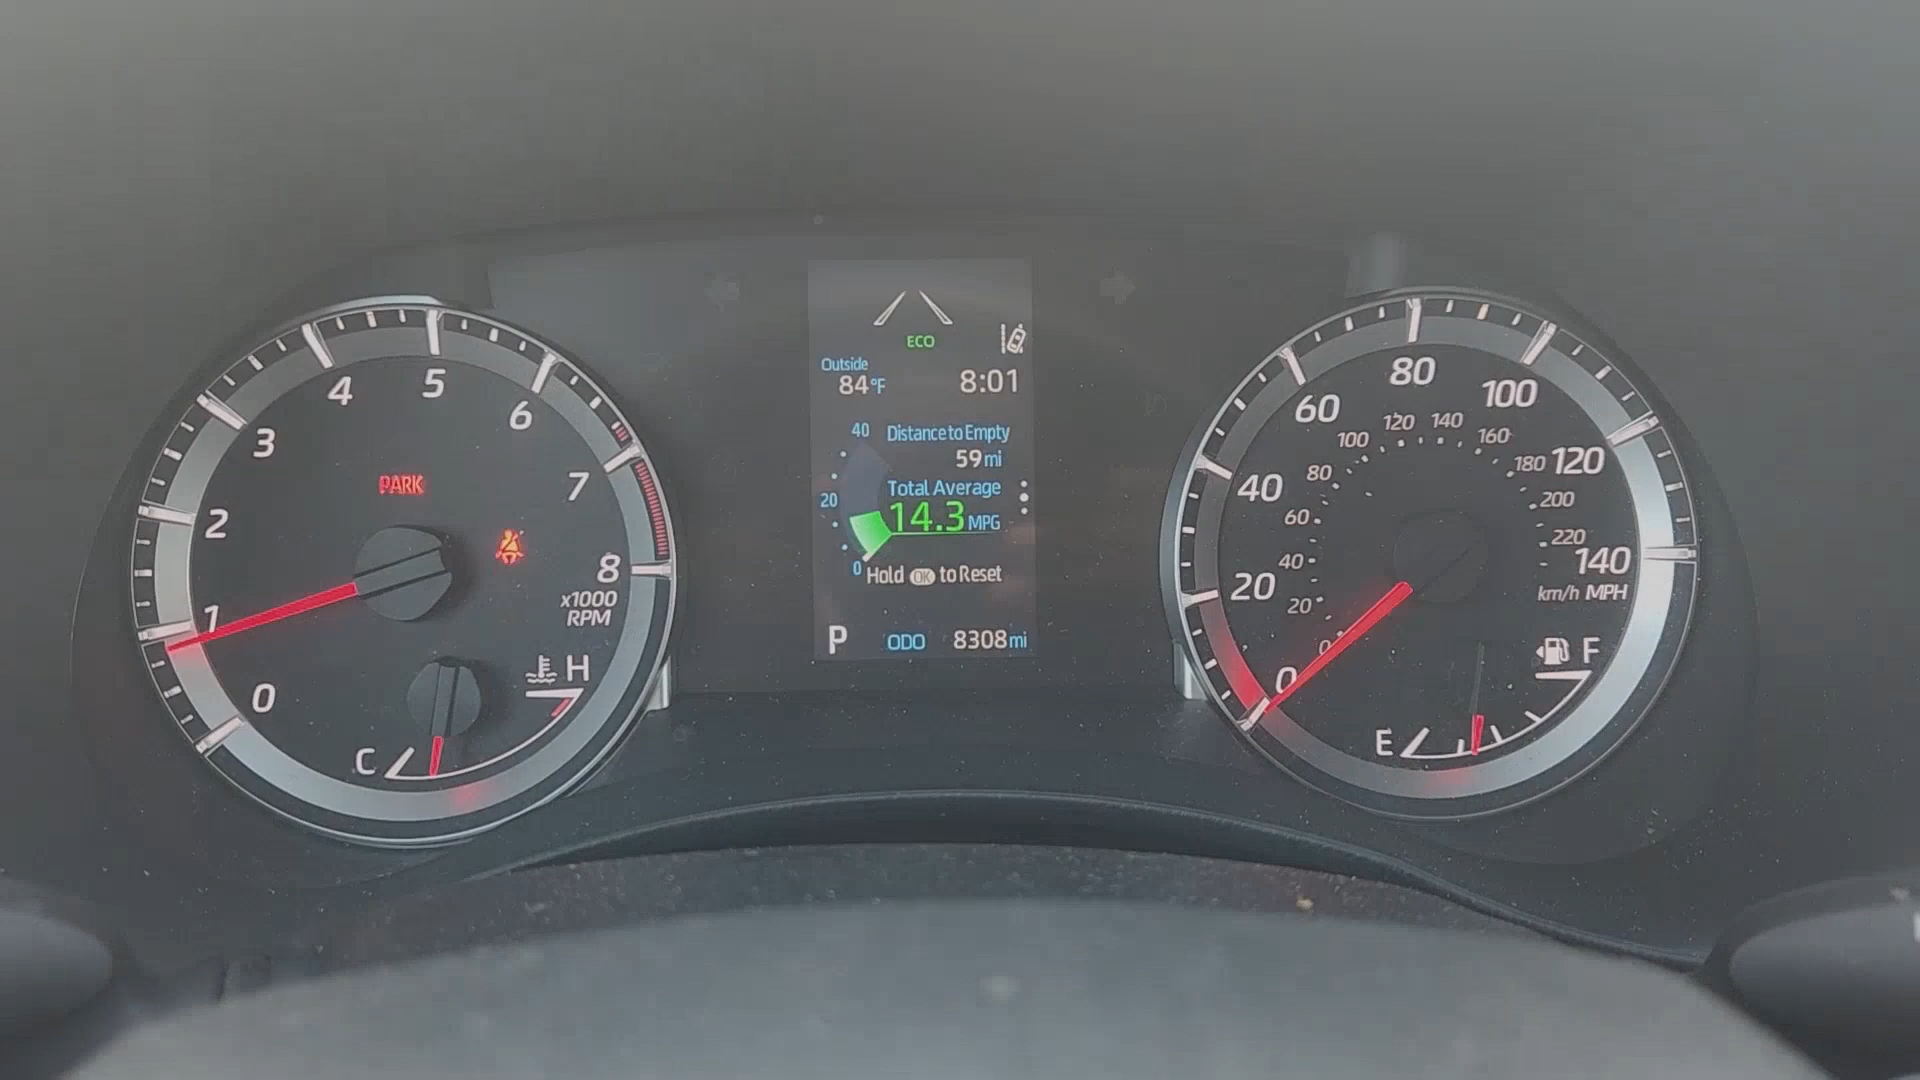 0
1
2
3
4
5
6
7
8
x1000
RPM
PARK
C
H
ECO
Outside
84°F
8:01
40
20
0
Distance to Empty
59 mi
Total Average
14.3 MPG
Hold OK to Reset
P ODO 8308 mi
0
20
40
60
80
100
120
140
km/h MPH
0
20
40
60
80
100
120
140
160
180
200
220
E
F